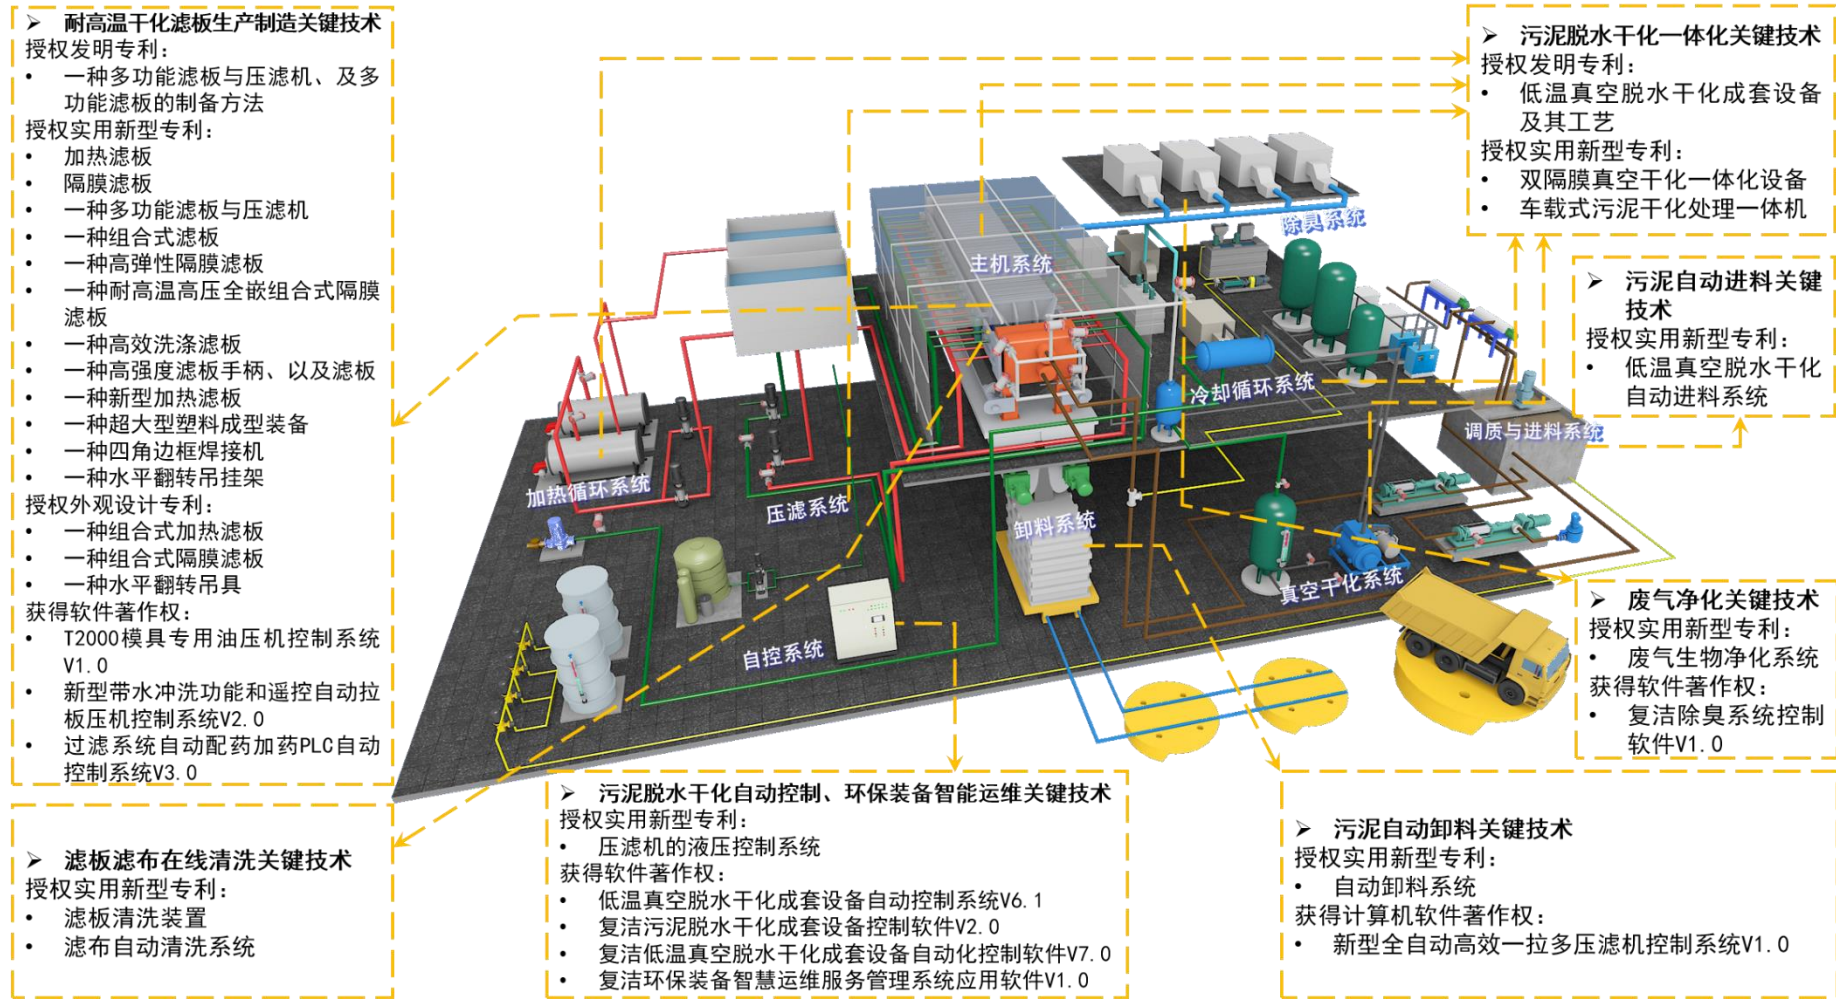 ➢ 耐高温干化滤板生产制造关键技术
授权发明专利：
• 一种多功能滤板与压滤机、及多
功能滤板的制备方法
授权实用新型专利：
• 加热滤板
• 隔膜滤板
• 一种多功能滤板与压滤机
• 一种组合式滤板
• 一种高弹性隔膜滤板
• 一种耐高温高压全嵌组合式隔膜
滤板
• 一种高效洗涤滤板
• 一种高强度滤板手柄、以及滤板
• 一种新型加热滤板
• 一种超大型塑料成型装备
• 一种四角边框焊接机
• 一种水平翻转吊挂架
授权外观设计专利：
• 一种组合式加热滤板
• 一种组合式隔膜滤板
• 一种水平翻转吊具
获得软件著作权：
• T2000模具专用油压机控制系统
V1.0
• 新型带水冲洗功能和遥控自动拉
板压机控制系统V2.0
• 过滤系统自动配药加药PLC自动
控制系统V3.0
➢ 滤板滤布在线清洗关键技术
授权实用新型专利：
• 滤板清洗装置
• 滤布自动清洗系统
主机系统
除臭系统
冷却循环系统
调质与进料系统
加热循环系统
压滤系统
卸料系统
真空干化系统
自控系统
➢ 污泥脱水干化自动控制、环保装备智能运维关键技术
授权实用新型专利：
• 压滤机的液压控制系统
获得软件著作权：
• 低温真空脱水干化成套设备自动控制系统V6.1
• 复洁污泥脱水干化成套设备控制软件V2.0
• 复洁低温真空脱水干化成套设备自动化控制软件V7.0
• 复洁环保装备智慧运维服务管理系统应用软件V1.0
➢ 污泥脱水干化一体化关键技术
授权发明专利：
• 低温真空脱水干化成套设备
及其工艺
授权实用新型专利：
• 双隔膜真空干化一体化设备
• 车载式污泥干化处理一体机
➢ 污泥自动进料关键
技术
授权实用新型专利：
• 低温真空脱水干化
自动进料系统
➢ 废气净化关键技术
授权实用新型专利：
• 废气生物净化系统
获得软件著作权：
• 复洁除臭系统控制
软件V1.0
➢ 污泥自动卸料关键技术
授权实用新型专利：
• 自动卸料系统
获得计算机软件著作权：
• 新型全自动高效一拉多压滤机控制系统V1.0